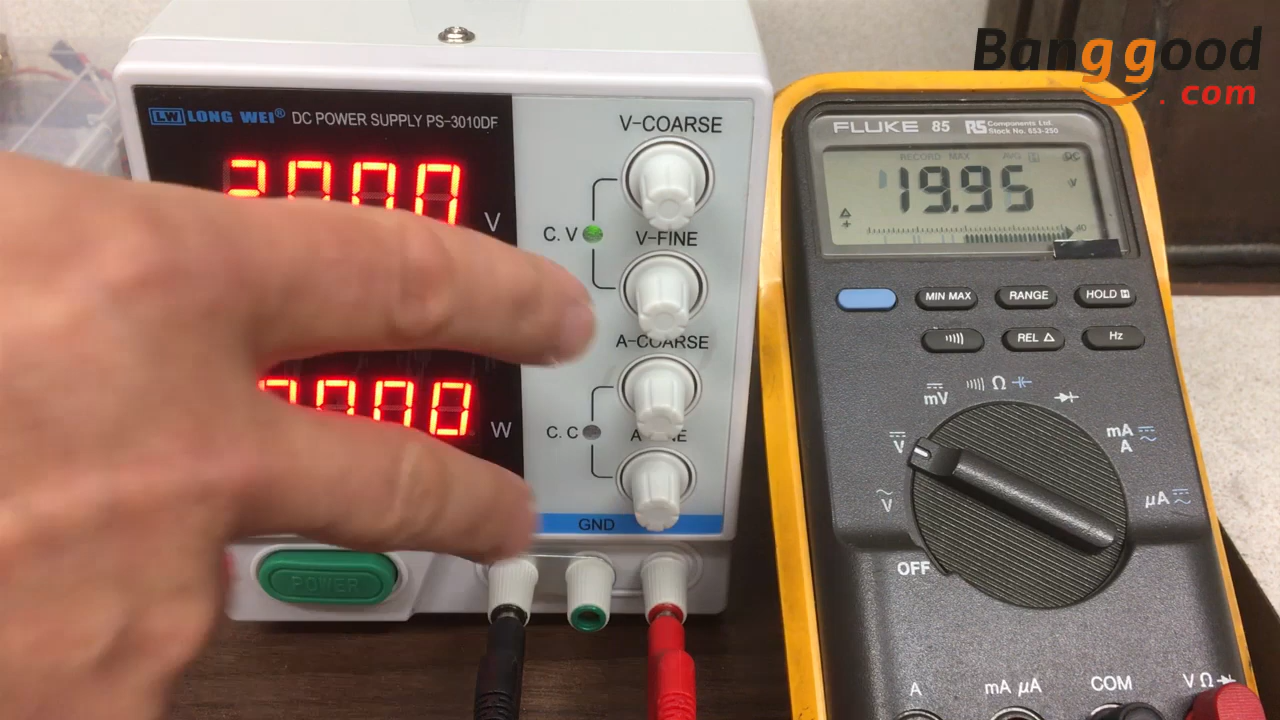 Banggood
.com
LW LONG WEI® DC POWER SUPPLY PS-3010DF
V-COARSE
V
C.V
V-FINE
A-COARSE
W
C.C
GND
POWER
FLUKE 85 RS Components Ltd.
Stock No. 653-250
RECORD MAX AVG DC
19.95 V
MIN MAX RANGE HOLD H
REL Δ Hz
mV Ω
V mA
A
V µA
OFF
A mA µA COM V Ω